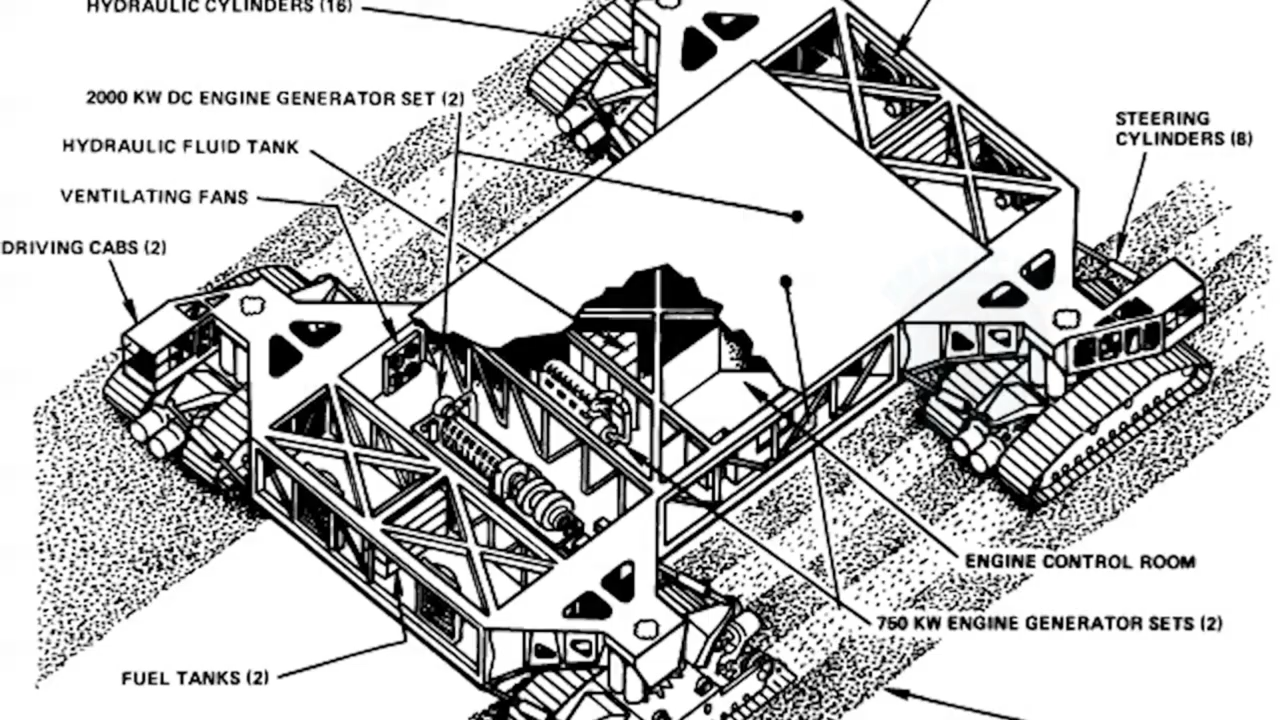 HYDRAULIC CYLINDERS (16)
2000 KW DC ENGINE GENERATOR SET (2)
HYDRAULIC FLUID TANK
VENTILATING FANS
DRIVING CABS (2)
STEERING
CYLINDERS (8)
ENGINE CONTROL ROOM
750 KW ENGINE GENERATOR SETS (2)
FUEL TANKS (2)